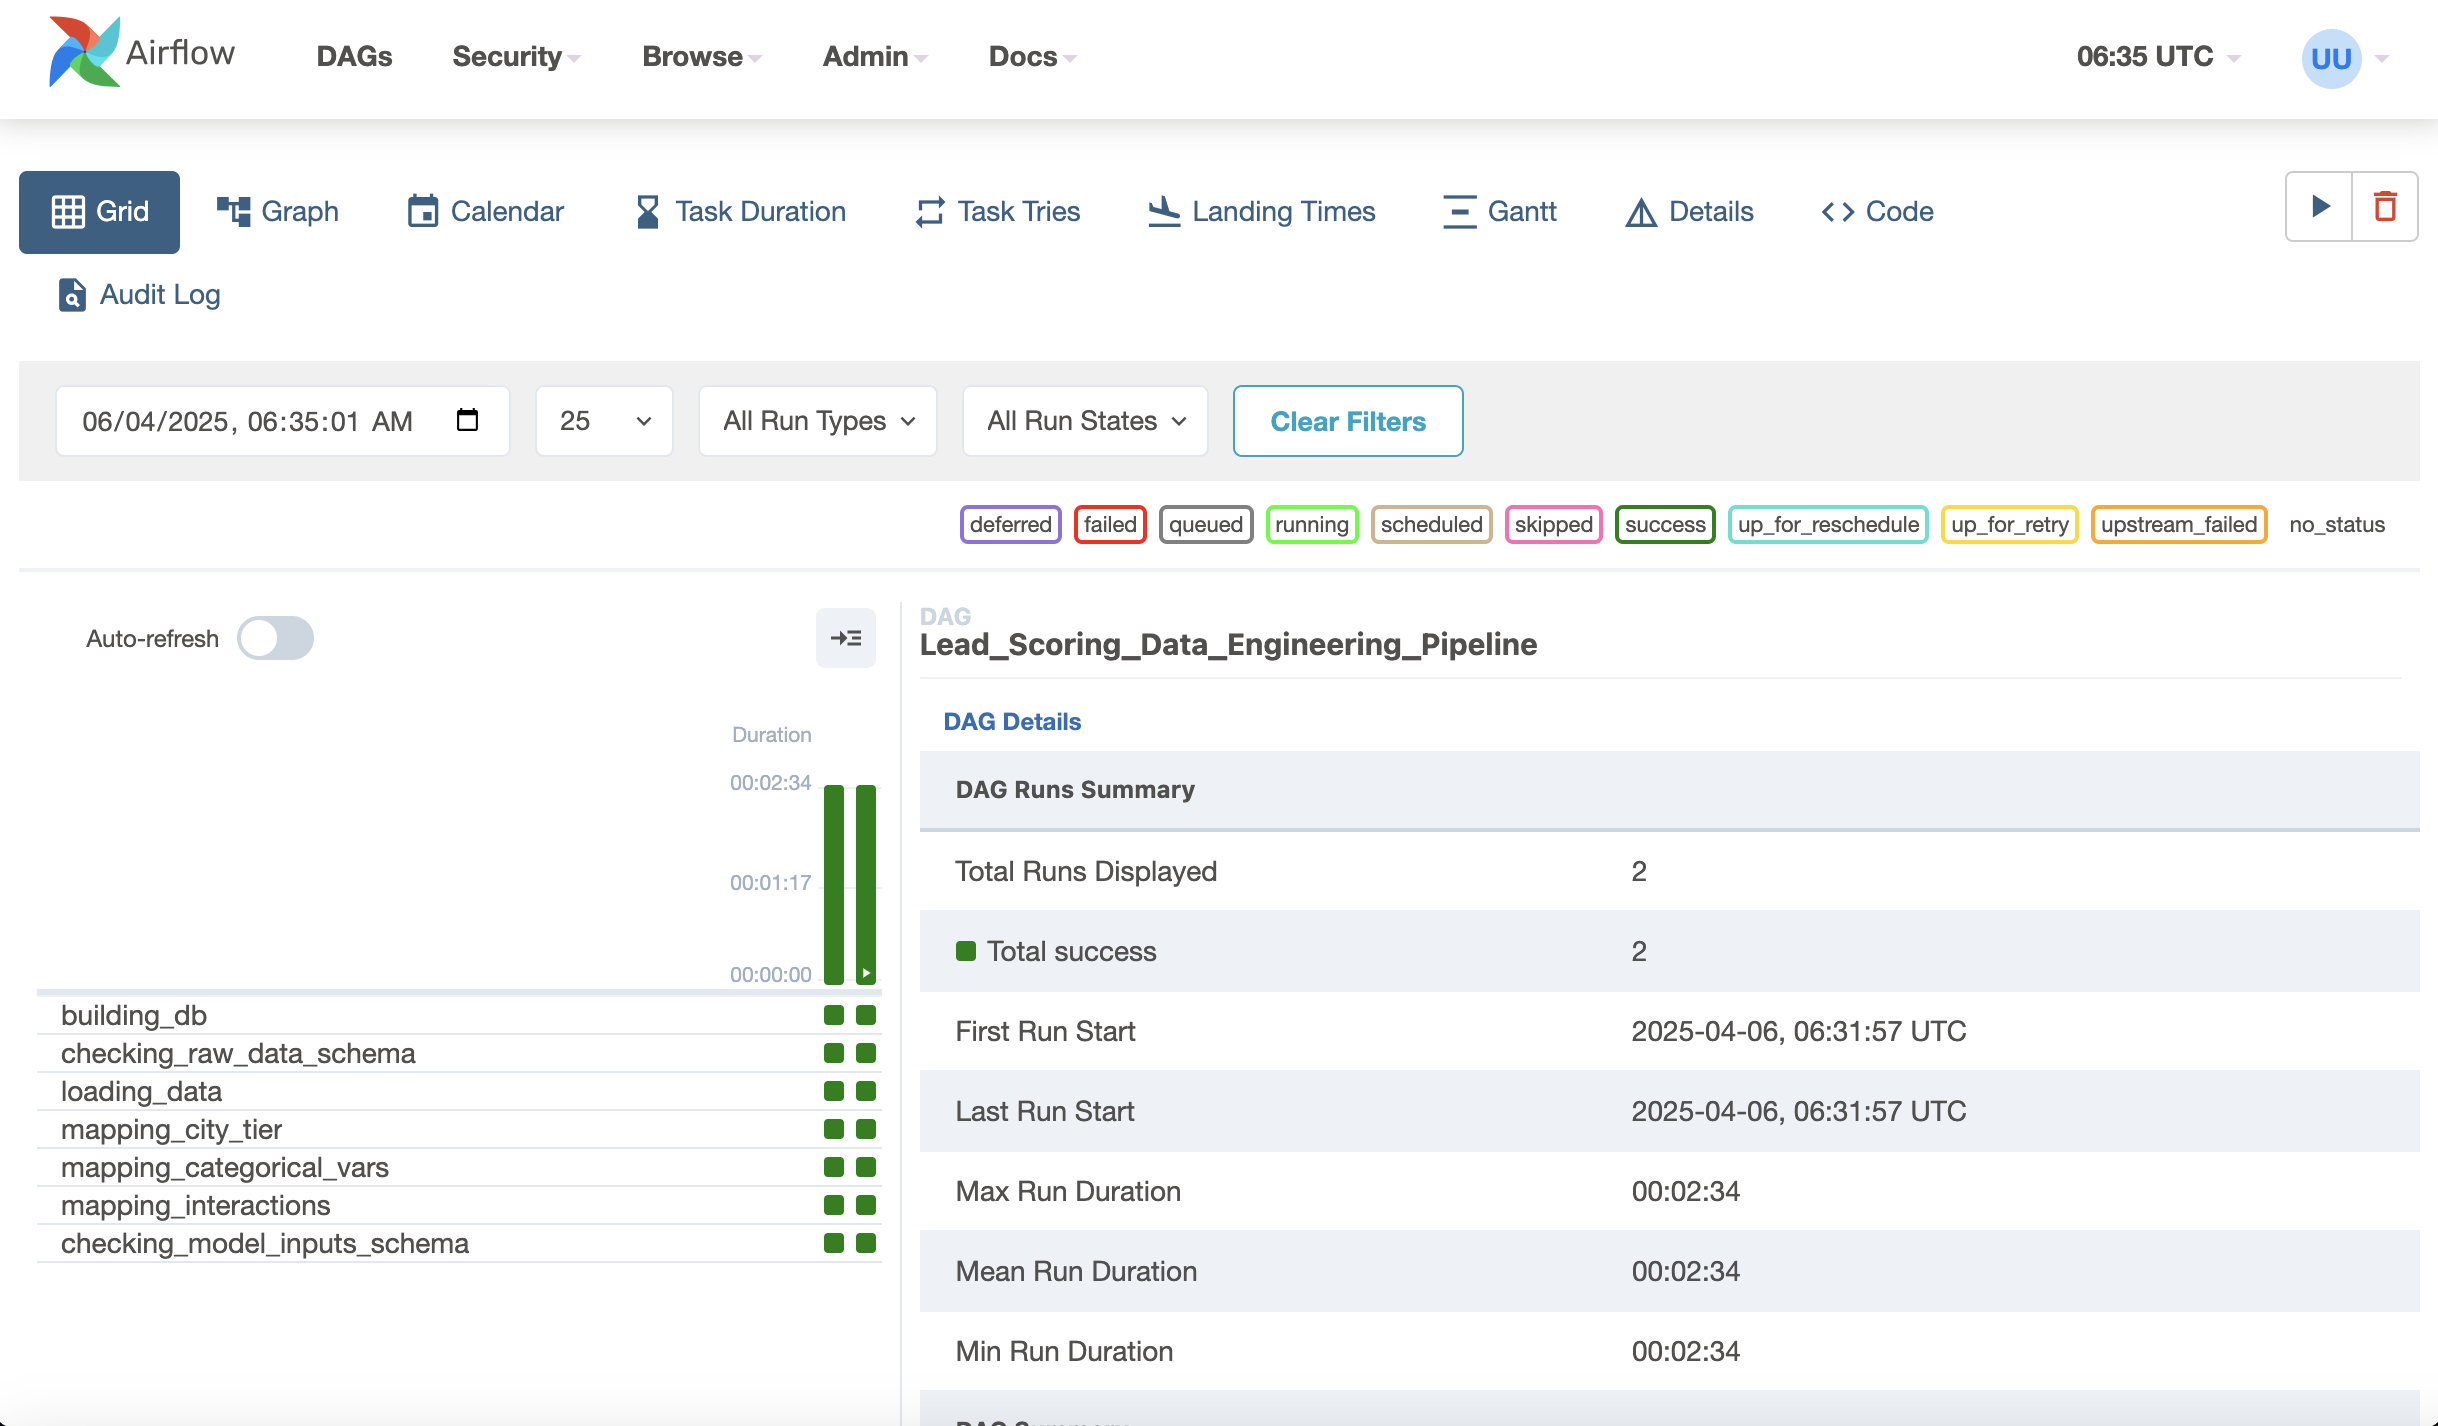 Airflow DAGs Security Browse Admin Docs 06:35 UTC UU
Grid Graph Calendar Task Duration Task Tries Landing Times Gantt Details Code
Audit Log
06/04/2025, 06:35:01 AM 25 All Run Types All Run States Clear Filters
deferred failed queued running scheduled skipped success up_for_reschedule up_for_retry upstream_failed no_status
Auto-refresh
Duration
00:02:34
00:01:17
00:00:00
building_db
checking_raw_data_schema
loading_data
mapping_city_tier
mapping_categorical_vars
mapping_interactions
checking_model_inputs_schema
DAG
Lead_Scoring_Data_Engineering_Pipeline
DAG Details
DAG Runs Summary
Total Runs Displayed 2
Total success 2
First Run Start 2025-04-06, 06:31:57 UTC
Last Run Start 2025-04-06, 06:31:57 UTC
Max Run Duration 00:02:34
Mean Run Duration 00:02:34
Min Run Duration 00:02:34